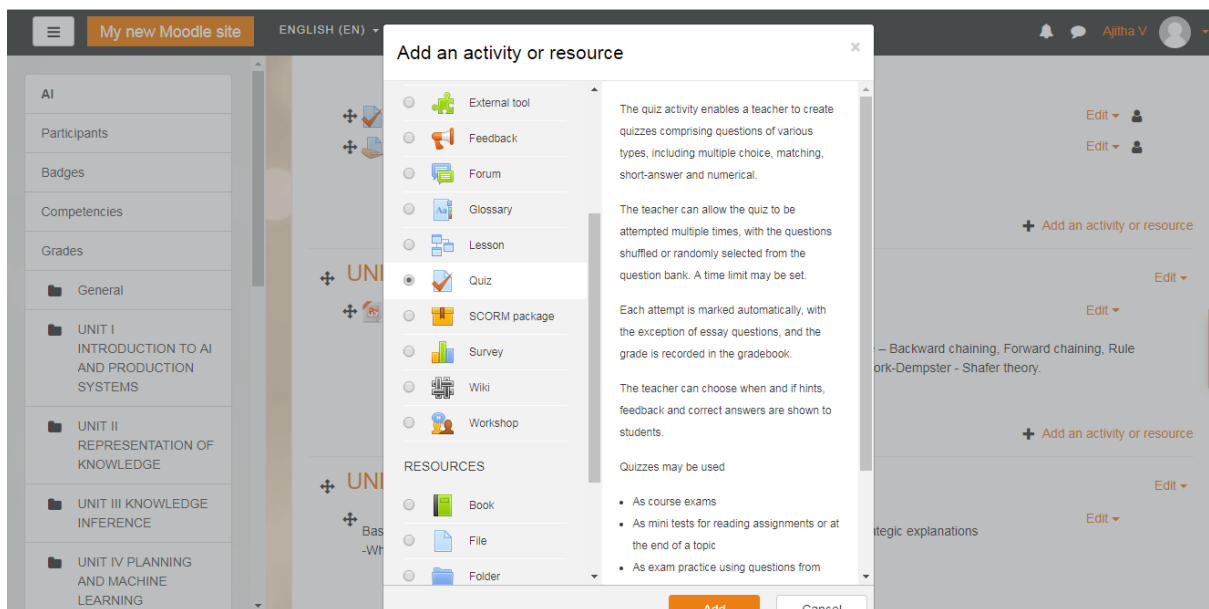 My new Moodle site
ENGLISH (EN)
Ajitha V
AI
Participants
Badges
Competencies
Grades
General
UNIT I
INTRODUCTION TO AI
AND PRODUCTION
SYSTEMS
UNIT II
REPRESENTATION OF
KNOWLEDGE
UNIT III KNOWLEDGE
INFERENCE
UNIT IV PLANNING
AND MACHINE
LEARNING
Add an activity or resource
×
External tool
Feedback
Forum
Glossary
Lesson
Quiz
SCORM package
Survey
Wiki
Workshop
RESOURCES
Book
File
Folder
The quiz activity enables a teacher to create
quizzes comprising questions of various
types, including multiple choice, matching,
short-answer and numerical.
The teacher can allow the quiz to be
attempted multiple times, with the questions
shuffled or randomly selected from the
question bank. A time limit may be set.
Each attempt is marked automatically, with
the exception of essay questions, and the
grade is recorded in the gradebook.
The teacher can choose when and if hints,
feedback and correct answers are shown to
students.
Quizzes may be used
• As course exams
• As mini tests for reading assignments or at
the end of a topic
• As exam practice using questions from
Add
Cancel
Edit
Edit
Add an activity or resource
UNI
Edit
Edit
– Backward chaining, Forward chaining, Rule
ork-Dempster - Shafer theory.
Add an activity or resource
UNI
Edit
Edit
Bas
ategic explanations
-Wh